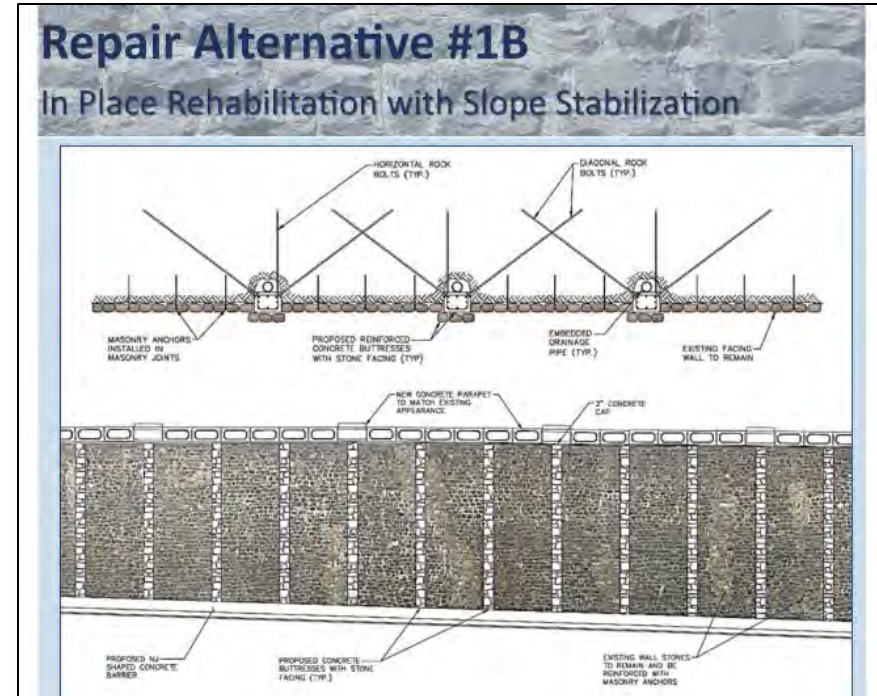 Repair Alternative #1B
In Place Rehabilitation with Slope Stabilization
HORIZONTAL ROCK
BOLTS (TYP.)
DIAGONAL ROCK
BOLTS (TYP.)
MASONRY ANCHORS
INSTALLED IN
MASONRY JOINTS
PROPOSED REINFORCED
CONCRETE BUTTRESSES
WITH STONE FACING (TYP)
EMBEDDED
DRAINAGE
PIPE (TYP.)
EXISTING FACING
WALL TO REMAIN
NEW CONCRETE PARAPET
TO MATCH EXISTING
APPEARANCE
2" CONCRETE
CAP
PROPOSED NJ
SHAPED CONCRETE
BARRIER
PROPOSED CONCRETE
BUTTRESSES WITH STONE
FACING (TYP.)
EXISTING WALL STONES
TO REMAIN AND BE
REINFORCED WITH
MASONRY ANCHORS